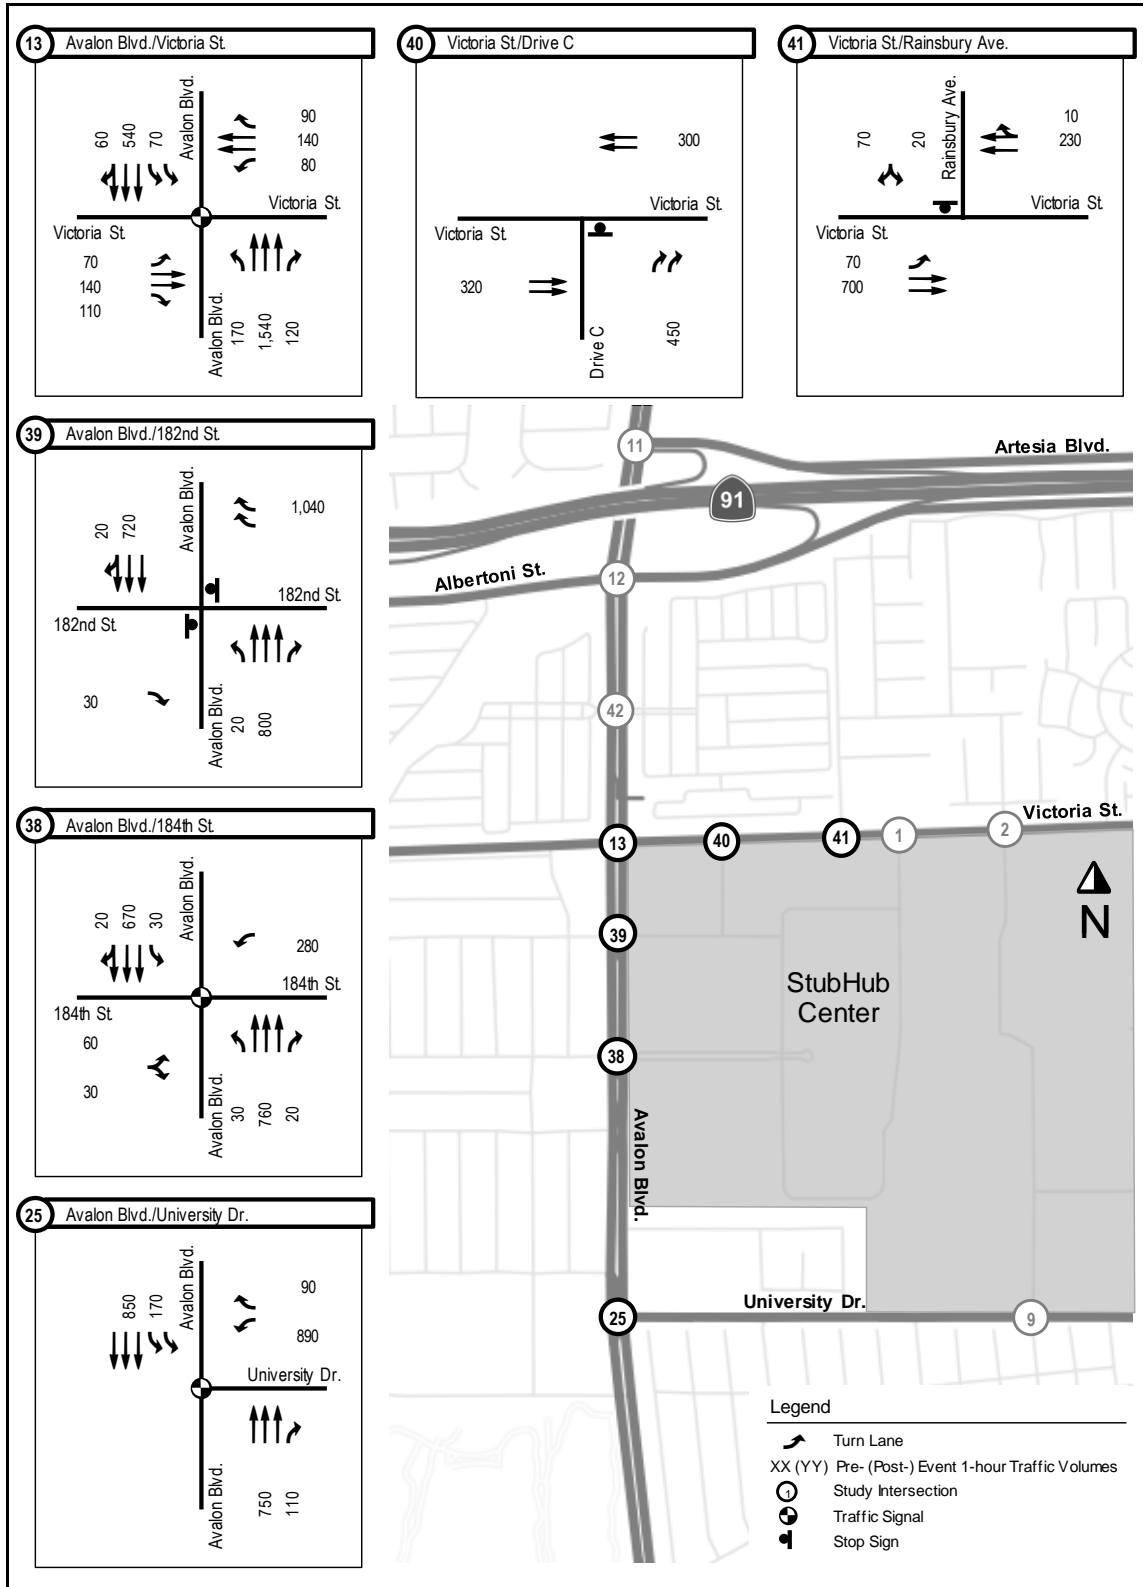 13 Avalon Blvd./Victoria St.
Avalon Blvd.
60 540 70
90
140
80
Victoria St.
Victoria St.
70
140
110
Avalon Blvd.
170 1,540 120
40 Victoria St./Drive C
300
Victoria St.
Victoria St.
320
Drive C
450
41 Victoria St./Rainsbury Ave.
Rainsbury Ave.
70 20
10
230
Victoria St.
Victoria St.
70
700
39 Avalon Blvd./182nd St.
Avalon Blvd.
20 720
1,040
182nd St.
182nd St.
30
Avalon Blvd.
20 800
38 Avalon Blvd./184th St.
Avalon Blvd.
20 670 30
280
184th St.
184th St.
60
30
Avalon Blvd.
30 760 20
25 Avalon Blvd./University Dr.
Avalon Blvd.
850 170
90
890
University Dr.
Avalon Blvd.
750 110
11
Artesia Blvd.
91
Albertoni St.
12
42
Victoria St.
13
40
41
1
2
N
39
StubHub
Center
38
Avalon Blvd.
University Dr.
25
9
Legend
Turn Lane
XX (YY) Pre- (Post-) Event 1-hour Traffic Volumes
1 Study Intersection
Traffic Signal
Stop Sign